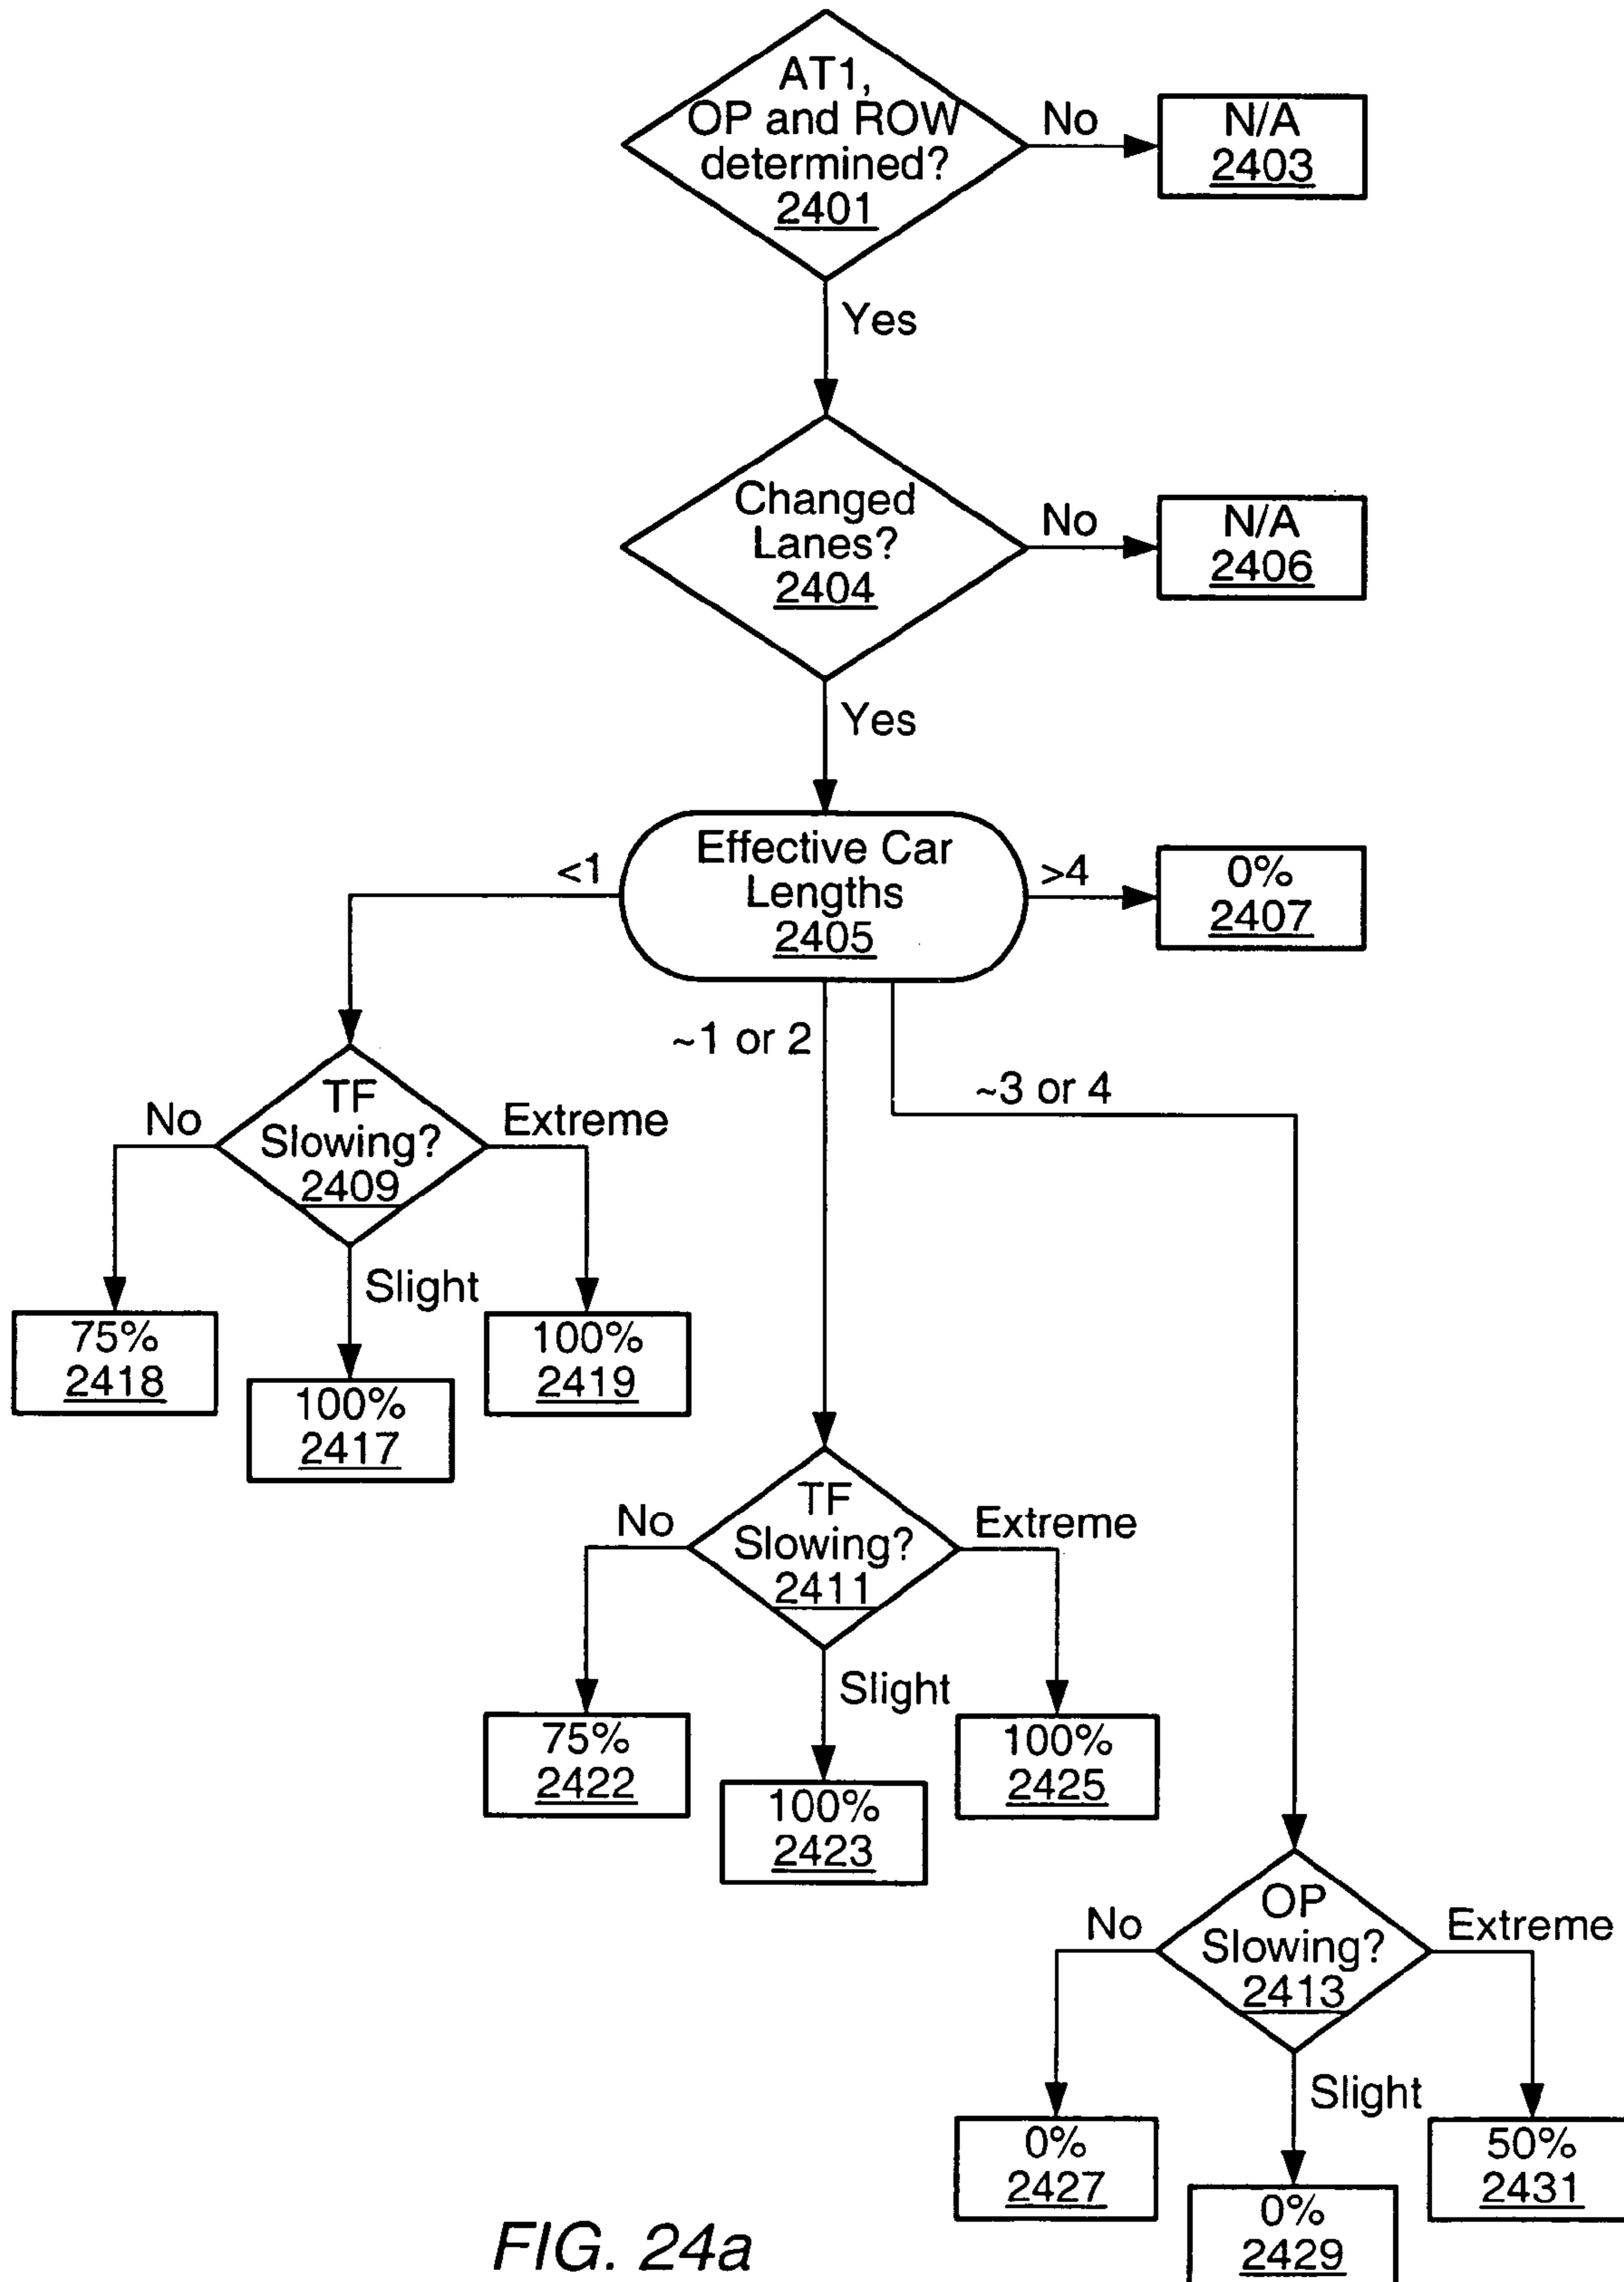 AT1,
OP and ROW
determined?
2401
No
N/A
2403
Yes
Changed
Lanes?
2404
No
N/A
2406
Yes
Effective Car
Lengths
2405
<1
>4
0%
2407
~1 or 2
~3 or 4
TF
Slowing?
2409
No
Extreme
Slight
75%
2418
100%
2417
100%
2419
TF
Slowing?
2411
No
Extreme
Slight
75%
2422
100%
2423
100%
2425
OP
Slowing?
2413
No
Extreme
Slight
0%
2427
0%
2429
50%
2431
FIG. 24a